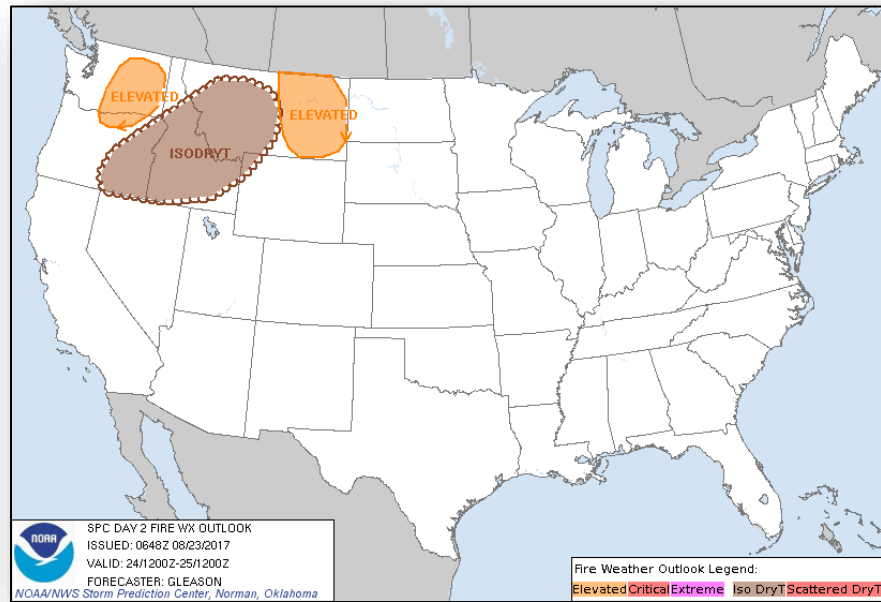 ELEVATED
ELEVATED
ISODRYT
SPC DAY 2 FIRE WX OUTLOOK
ISSUED: 0648Z 08/23/2017
VALID: 24/1200Z-25/1200Z
FORECASTER: GLEASON
NOAA
NOAA/NWS Storm Prediction Center, Norman, Oklahoma
Fire Weather Outlook Legend:
Elevated Critical Extreme Iso DryT Scattered DryT